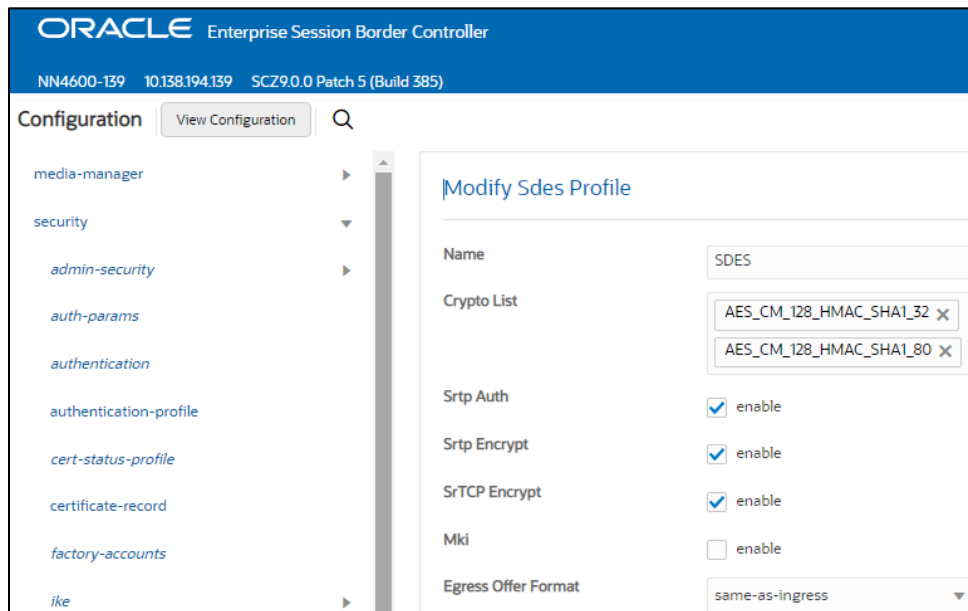 ORACLE Enterprise Session Border Controller
NN4600-139 10.138.194.139 SCZ9.0.0 Patch 5 (Build 385)
Configuration View Configuration
media-manager
security
admin-security
auth-params
authentication
authentication-profile
cert-status-profile
certificate-record
factory-accounts
ike
Modify Sdes Profile
Name SDES
Crypto List AES_CM_128_HMAC_SHA1_32
AES_CM_128_HMAC_SHA1_80
Srtp Auth enable
Srtp Encrypt enable
SrTCP Encrypt enable
Mki enable
Egress Offer Format same-as-ingress